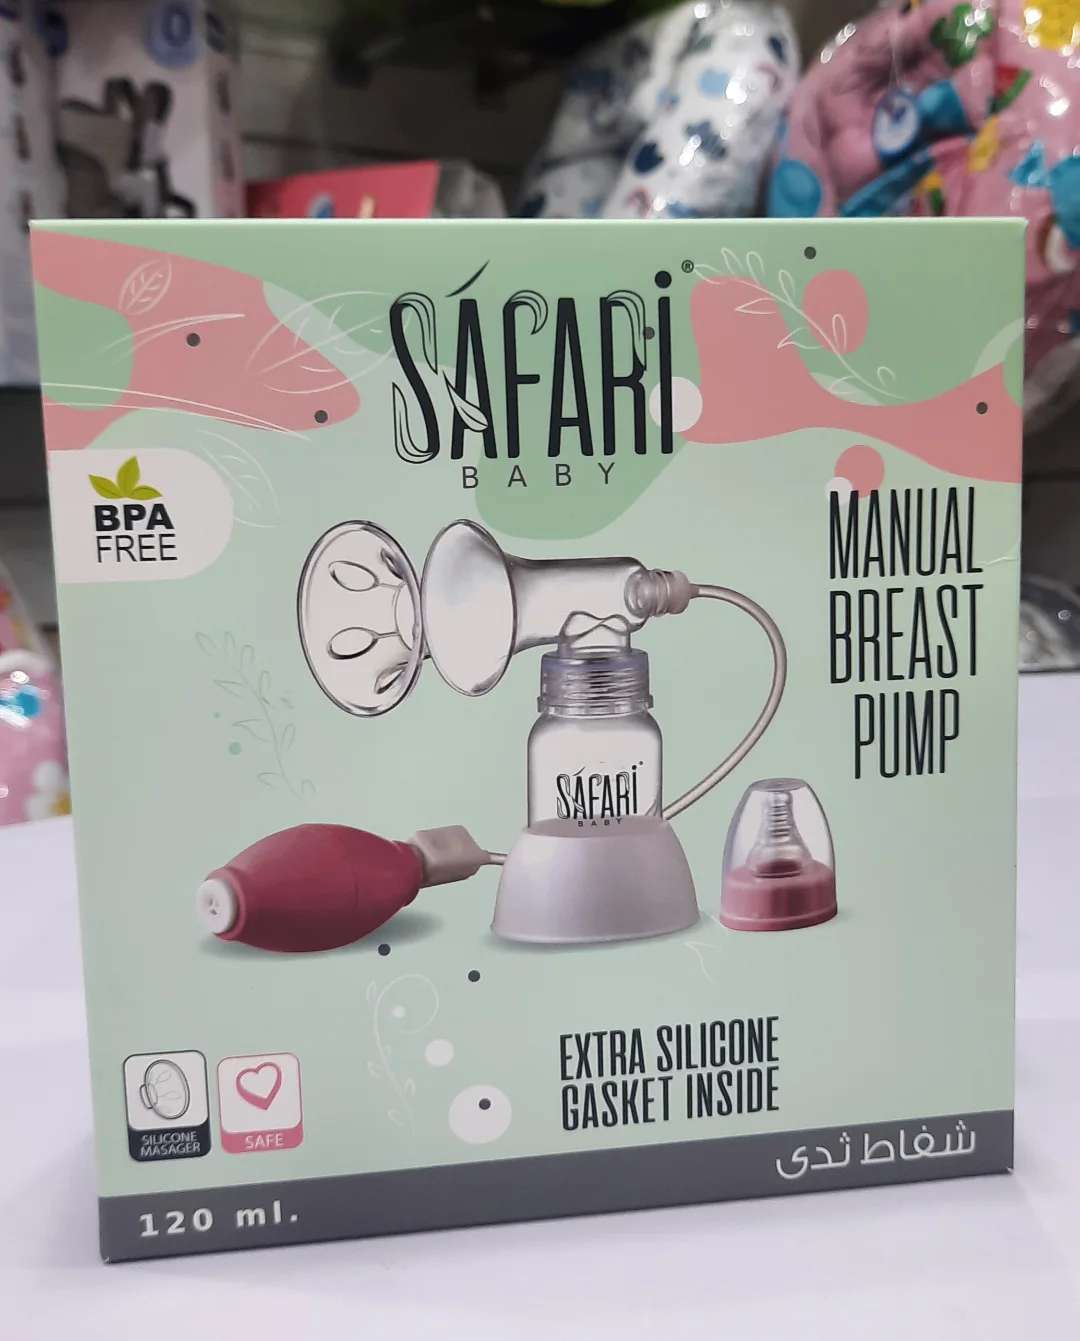 SÁFARİ®
BABY
BPA
FREE
MANUAL
BREAST
PUMP
SÁFARİ
BABY
EXTRA SILICONE
GASKET INSIDE
SILICONE
MASAGER
SAFE
شفاط ثدى
120 ml.